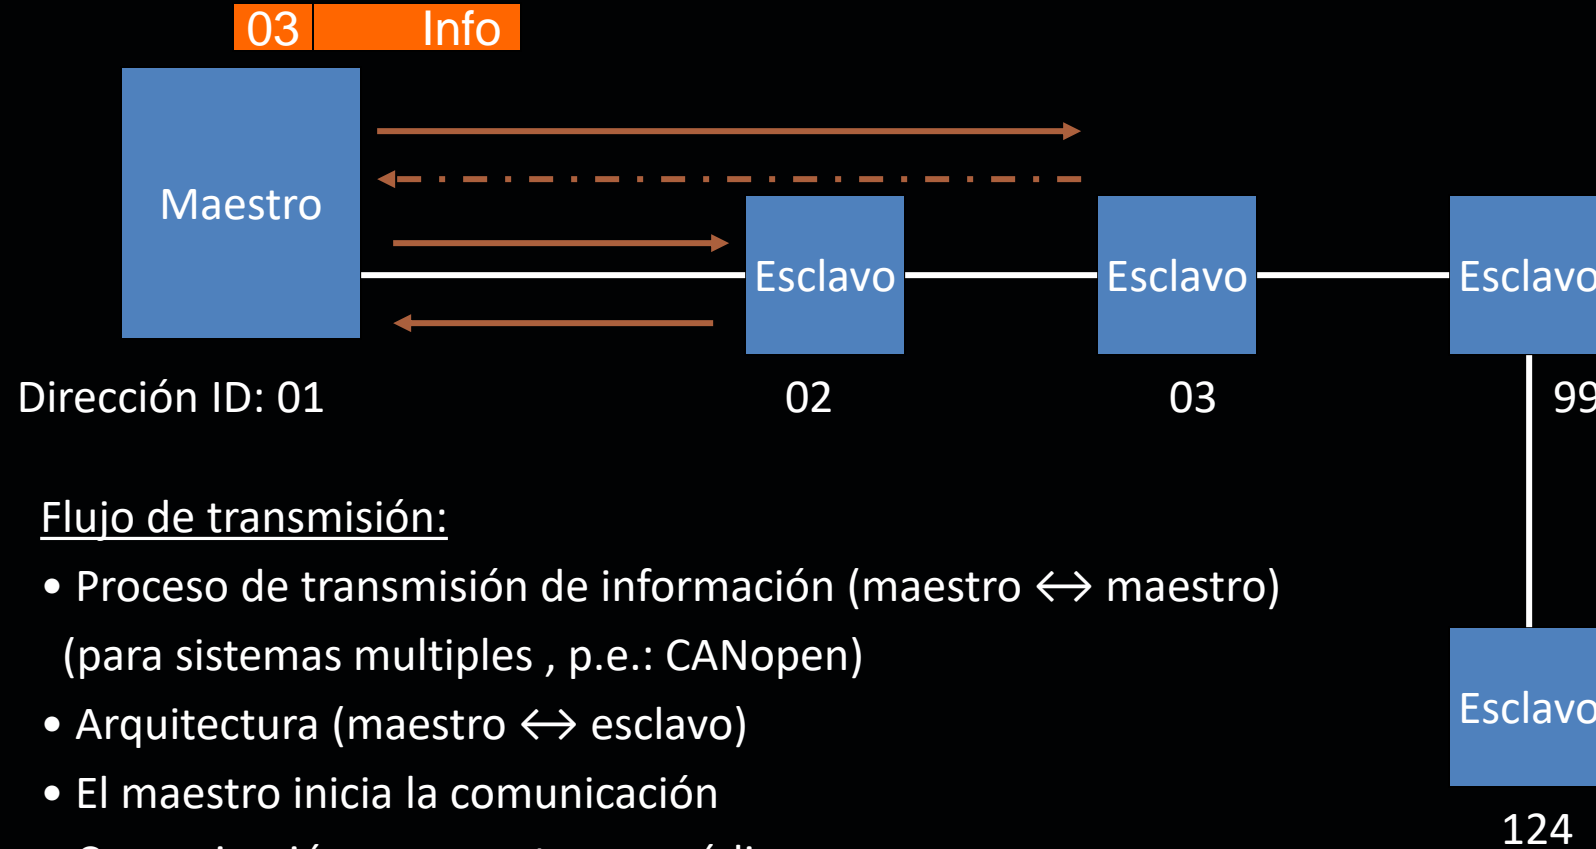 03 Info
Maestro
Esclavo Esclavo Esclavo
Dirección ID: 01 02 03 99
Flujo de transmisión:
• Proceso de transmisión de información (maestro ↔ maestro)
(para sistemas multiples , p.e.: CANopen)
• Arquitectura (maestro ↔ esclavo)
Esclavo
• El maestro inicia la comunicación
124